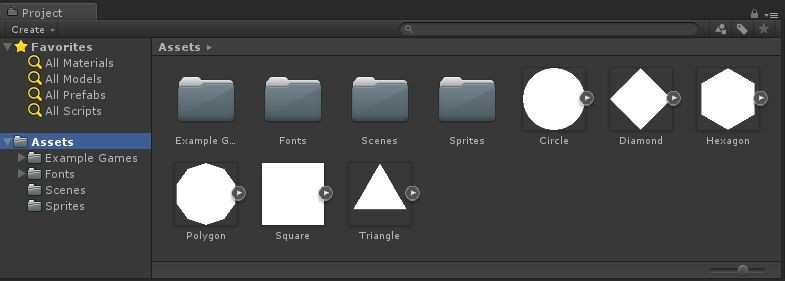 Project
Create
Favorites
All Materials
All Models
All Prefabs
All Scripts
Assets
Example Games
Fonts
Scenes
Sprites
Assets
Example G...
Fonts
Scenes
Sprites
Circle
Diamond
Hexagon
Polygon
Square
Triangle